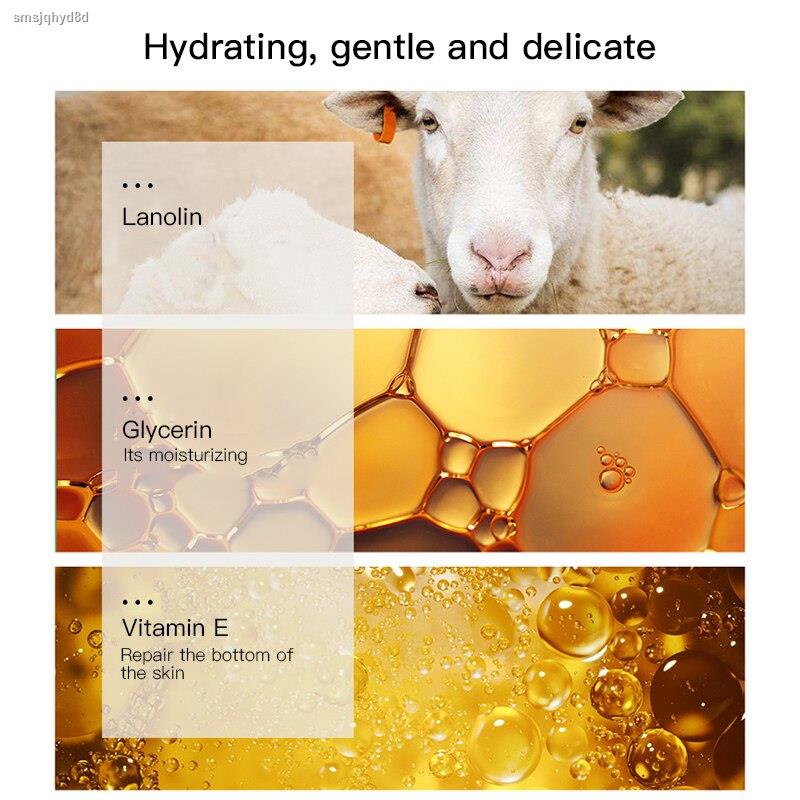 smsjqhyd8d
Hydrating, gentle and delicate
Lanolin
Glycerin
Its moisturizing
Vitamin E
Repair the bottom of
the skin